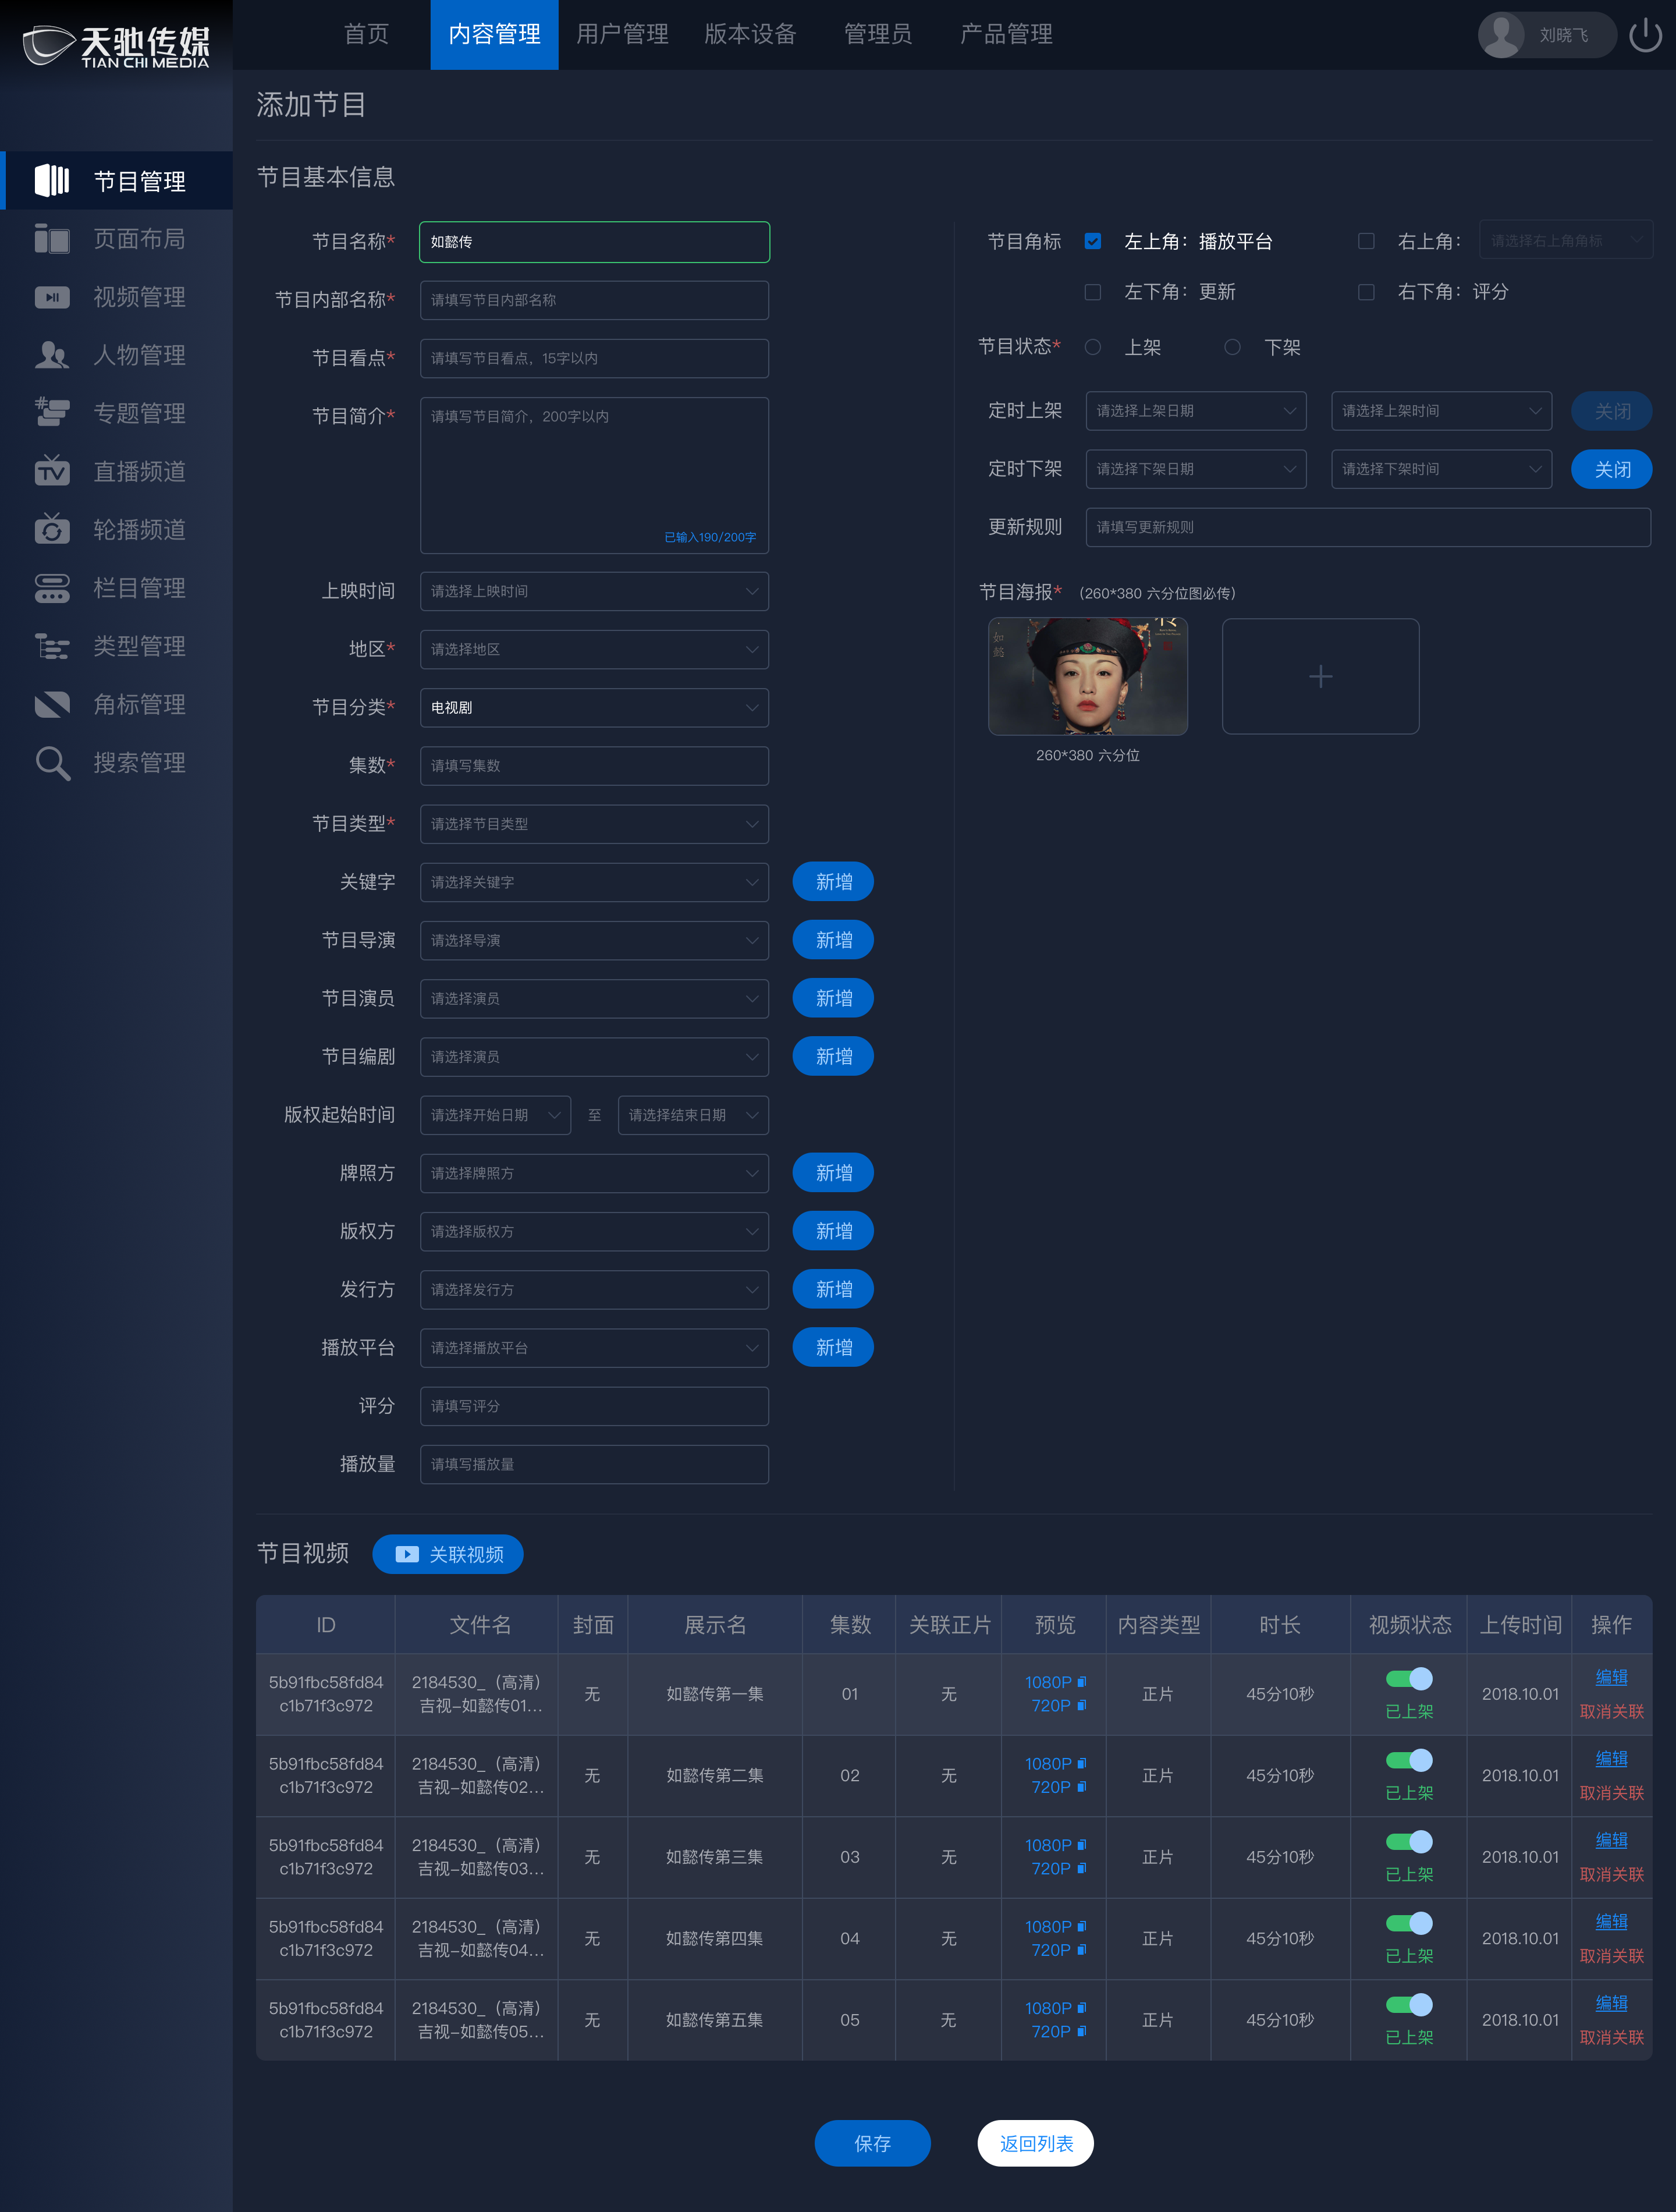 天驰传媒
TIAN CHI MEDIA
首页
内容管理
用户管理
版本设备
管理员
产品管理
刘晓飞
节目管理
页面布局
视频管理
人物管理
专题管理
直播频道
轮播频道
栏目管理
类型管理
角标管理
搜索管理
添加节目
节目基本信息
节目名称* 如懿传
节目内部名称* 请填写节目内部名称
节目看点* 请填写节目看点，15字以内
节目简介* 请填写节目简介，200字以内
已输入190/200字
上映时间 请选择上映时间
地区* 请选择地区
节目分类* 电视剧
集数* 请填写集数
节目类型* 请选择节目类型
关键字 请选择关键字 新增
节目导演 请选择导演 新增
节目演员 请选择演员 新增
节目编剧 请选择演员 新增
版权起始时间 请选择开始日期 至 请选择结束日期
牌照方 请选择牌照方 新增
版权方 请选择版权方 新增
发行方 请选择发行方 新增
播放平台 请选择播放平台 新增
评分 请填写评分
播放量 请填写播放量
节目角标 左上角：播放平台 右上角： 请选择右上角角标
左下角：更新 右下角：评分
节目状态* 上架 下架
定时上架 请选择上架日期 请选择上架时间 关闭
定时下架 请选择下架日期 请选择下架时间 关闭
更新规则 请填写更新规则
节目海报* （260*380 六分位图必传）
如懿
260*380 六分位
节目视频 关联视频
ID 文件名 封面 展示名 集数 关联正片 预览 内容类型 时长 视频状态 上传时间 操作
5b91fbc58fd84 2184530_（高清） 1080P 编辑
无 如懿传第一集 01 无 正片 45分10秒 2018.10.01
c1b71f3c972 吉视-如懿传01... 720P 已上架 取消关联
5b91fbc58fd84 2184530_（高清） 1080P 编辑
无 如懿传第二集 02 无 正片 45分10秒 2018.10.01
c1b71f3c972 吉视-如懿传02... 720P 已上架 取消关联
5b91fbc58fd84 2184530_（高清） 1080P 编辑
无 如懿传第三集 03 无 正片 45分10秒 2018.10.01
c1b71f3c972 吉视-如懿传03... 720P 已上架 取消关联
5b91fbc58fd84 2184530_（高清） 1080P 编辑
无 如懿传第四集 04 无 正片 45分10秒 2018.10.01
c1b71f3c972 吉视-如懿传04... 720P 已上架 取消关联
5b91fbc58fd84 2184530_（高清） 1080P 编辑
无 如懿传第五集 05 无 正片 45分10秒 2018.10.01
c1b71f3c972 吉视-如懿传05... 720P 已上架 取消关联
保存 返回列表